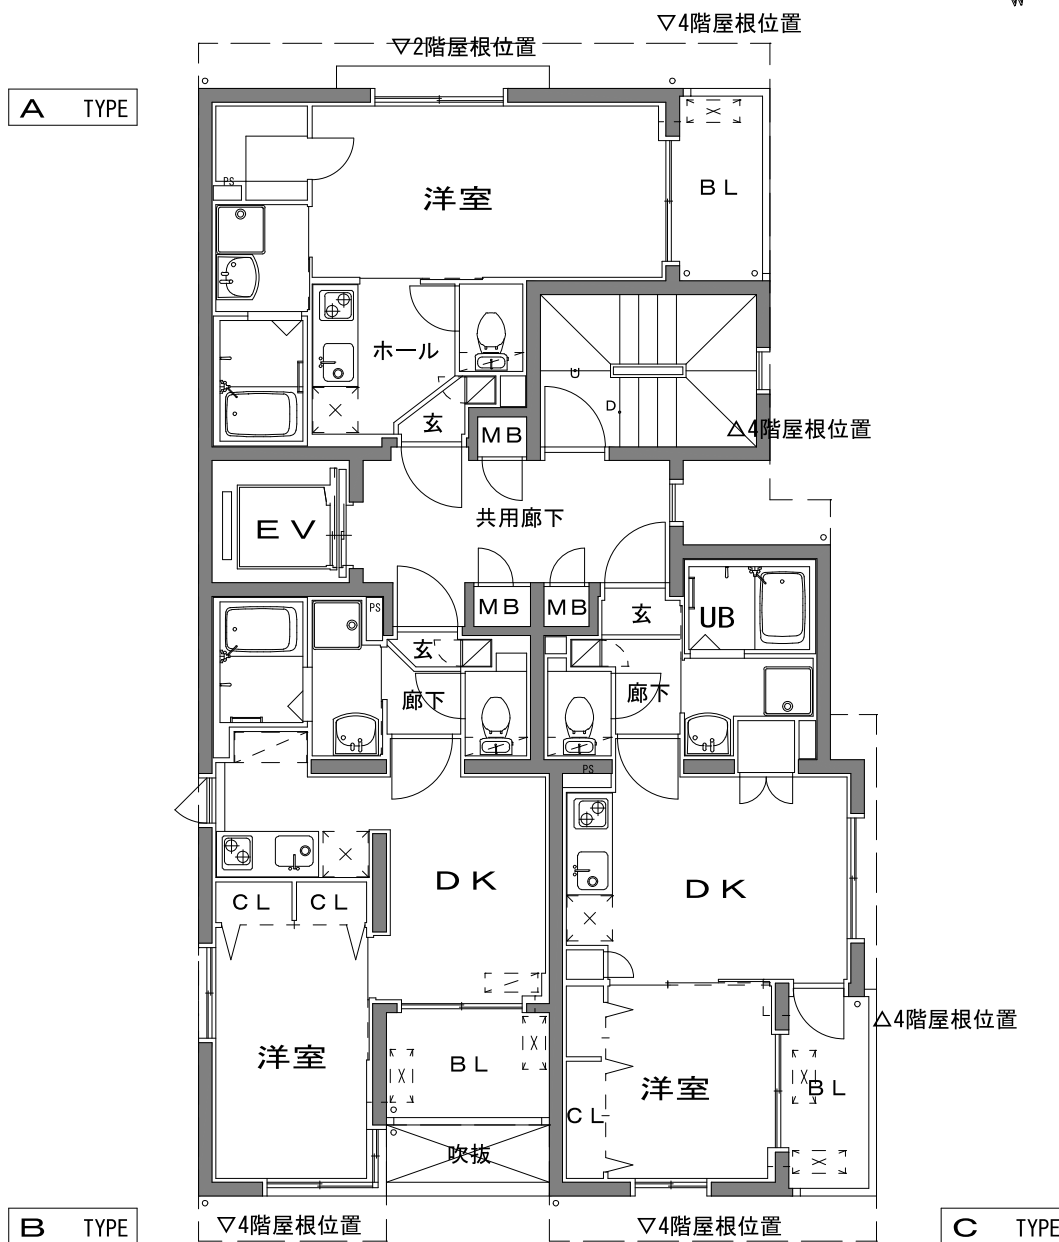 ▽4階屋根位置
▽2階屋根位置
A TYPE
BL
PS
洋室
ホール
U
D
玄
MB
△4階屋根位置
共用廊下
EV
MB
MB
PS
玄
UB
玄
廊下
廊下
PS
DK
DK
CL
CL
△4階屋根位置
洋室
BL
洋室
BL
CL
吹抜
B TYPE
▽4階屋根位置
▽4階屋根位置
C TYPE